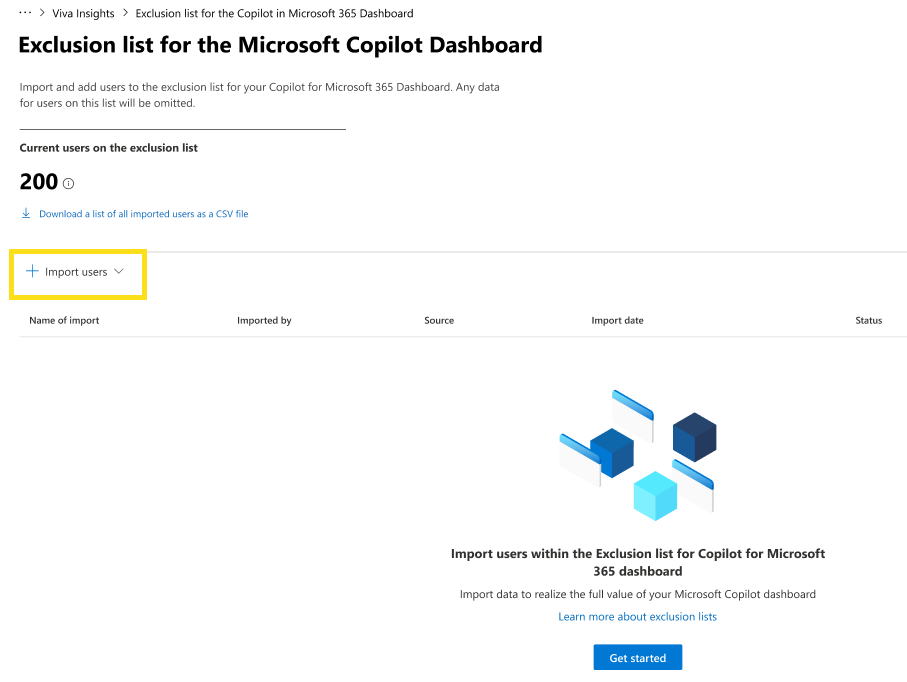 ··· > Viva Insights > Exclusion list for the Copilot in Microsoft 365 Dashboard
Exclusion list for the Microsoft Copilot Dashboard
Import and add users to the exclusion list for your Copilot for Microsoft 365 Dashboard. Any data
for users on this list will be omitted.
Current users on the exclusion list
200
Download a list of all imported users as a CSV file
Import users
Name of import Imported by Source Import date Status
Import users within the Exclusion list for Copilot for Microsoft
365 dashboard
Import data to realize the full value of your Microsoft Copilot dashboard
Learn more about exclusion lists
Get started